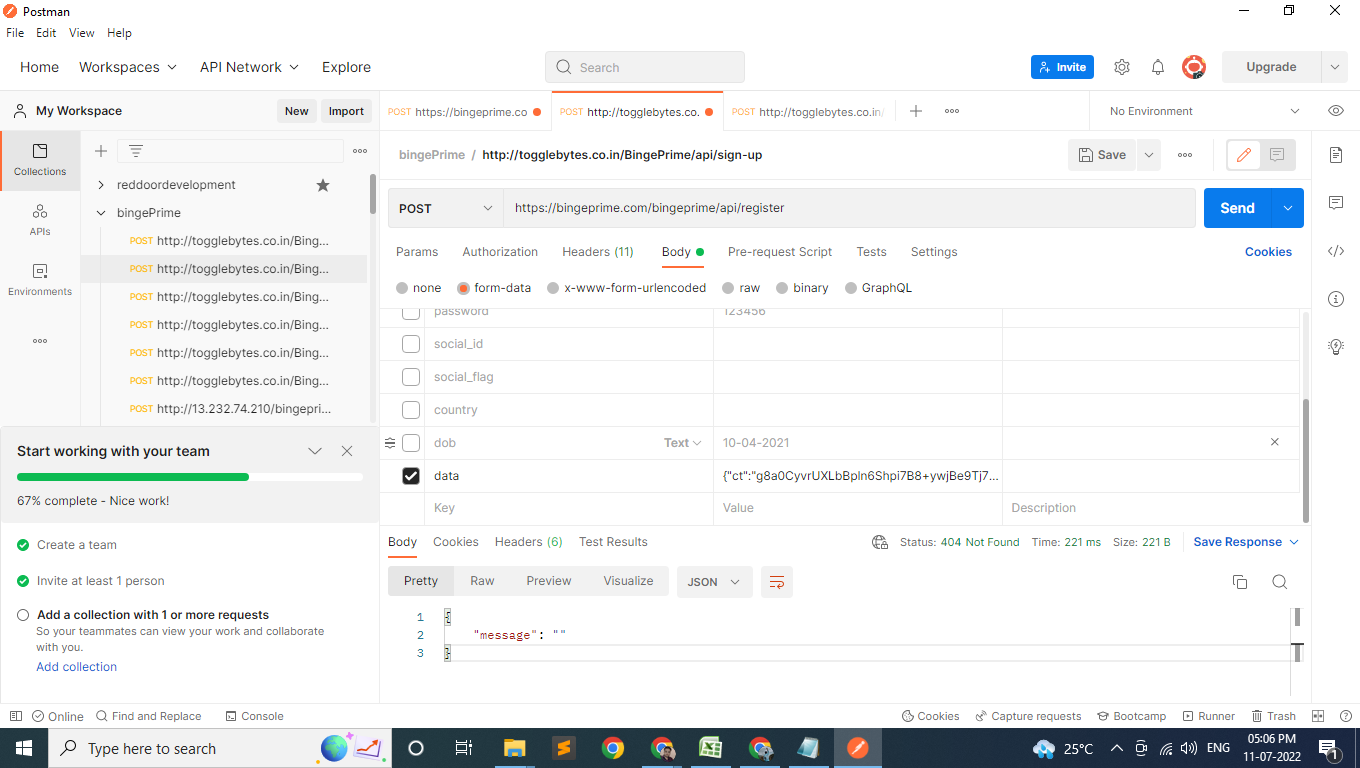 Postman
File Edit View Help
Home Workspaces API Network Explore Search Invite Upgrade
My Workspace New Import POST https://bingeprime.co POST http://togglebytes.co. POST http://togglebytes.co.in/ No Environment
Collections
APIs
Environments
reddoordevelopment
bingePrime
POST http://togglebytes.co.in/Bing...
POST http://togglebytes.co.in/Bing...
POST http://togglebytes.co.in/Bing...
POST http://togglebytes.co.in/Bing...
POST http://togglebytes.co.in/Bing...
POST http://togglebytes.co.in/Bing...
POST http://13.232.74.210/bingepri...
Start working with your team
67% complete - Nice work!
Create a team
Invite at least 1 person
Add a collection with 1 or more requests
So your teammates can view your work and collaborate
with you.
Add collection
bingePrime / http://togglebytes.co.in/BingePrime/api/sign-up Save
POST https://bingeprime.com/bingeprime/api/register Send
Params Authorization Headers (11) Body Pre-request Script Tests Settings Cookies
none form-data x-www-form-urlencoded raw binary GraphQL
password 123456
social_id
social_flag
country
dob Text 10-04-2021
data {"ct":"g8a0CyvrUXLbBpln6Shpi7B8+ywjBe9Tj7...
Key Value Description
Body Cookies Headers (6) Test Results Status: 404 Not Found Time: 221 ms Size: 221 B Save Response
Pretty Raw Preview Visualize JSON
1 {
2 "message": ""
3 }
Online Find and Replace Console Cookies Capture requests Bootcamp Runner Trash
Type here to search 25°C ENG 05:06 PM
11-07-2022 1